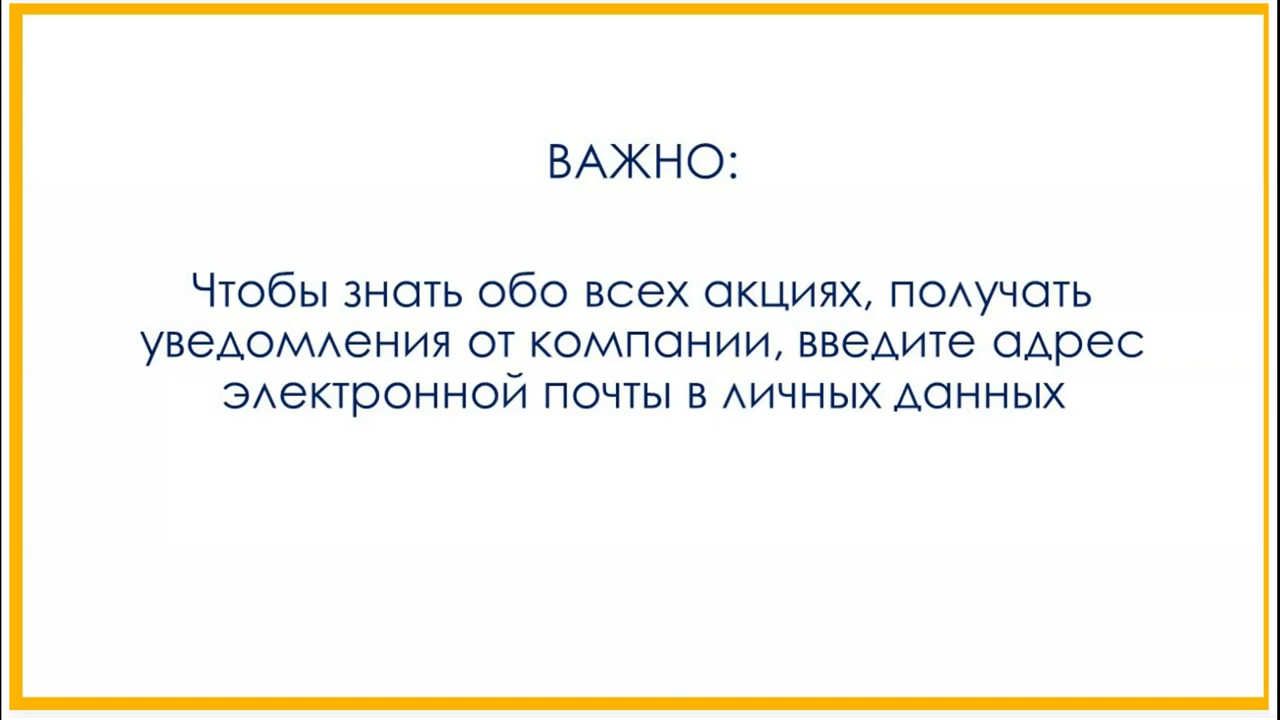 ВАЖНО:
Чтобы знать обо всех акциях, получать
уведомления от компании, введите адрес
электронной почты в личных данных